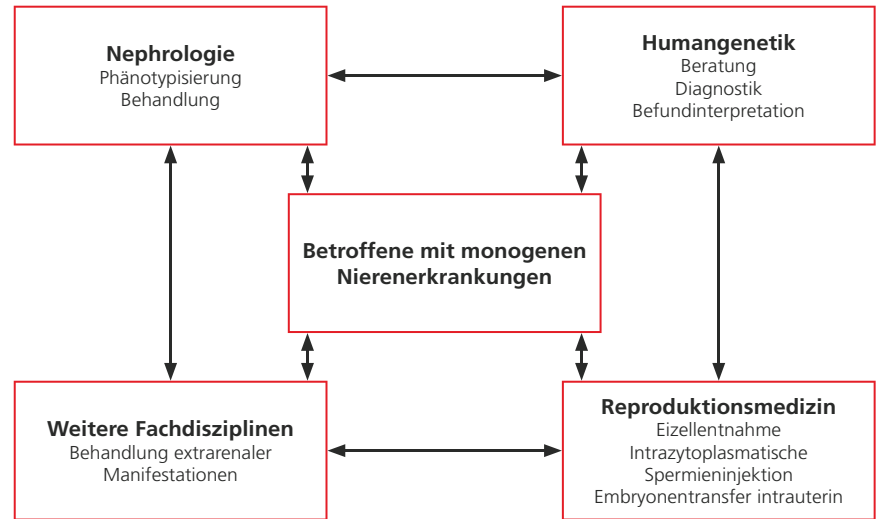 Nephrologie
Phänotypisierung
Behandlung
Humangenetik
Beratung
Diagnostik
Befundinterpretation
Betroffene mit monogenen
Nierenerkrankungen
Weitere Fachdisziplinen
Behandlung extrarenaler
Manifestationen
Reproduktionsmedizin
Eizellentnahme
Intrazytoplasmatische
Spermieninjektion
Embryonentransfer intrauterin